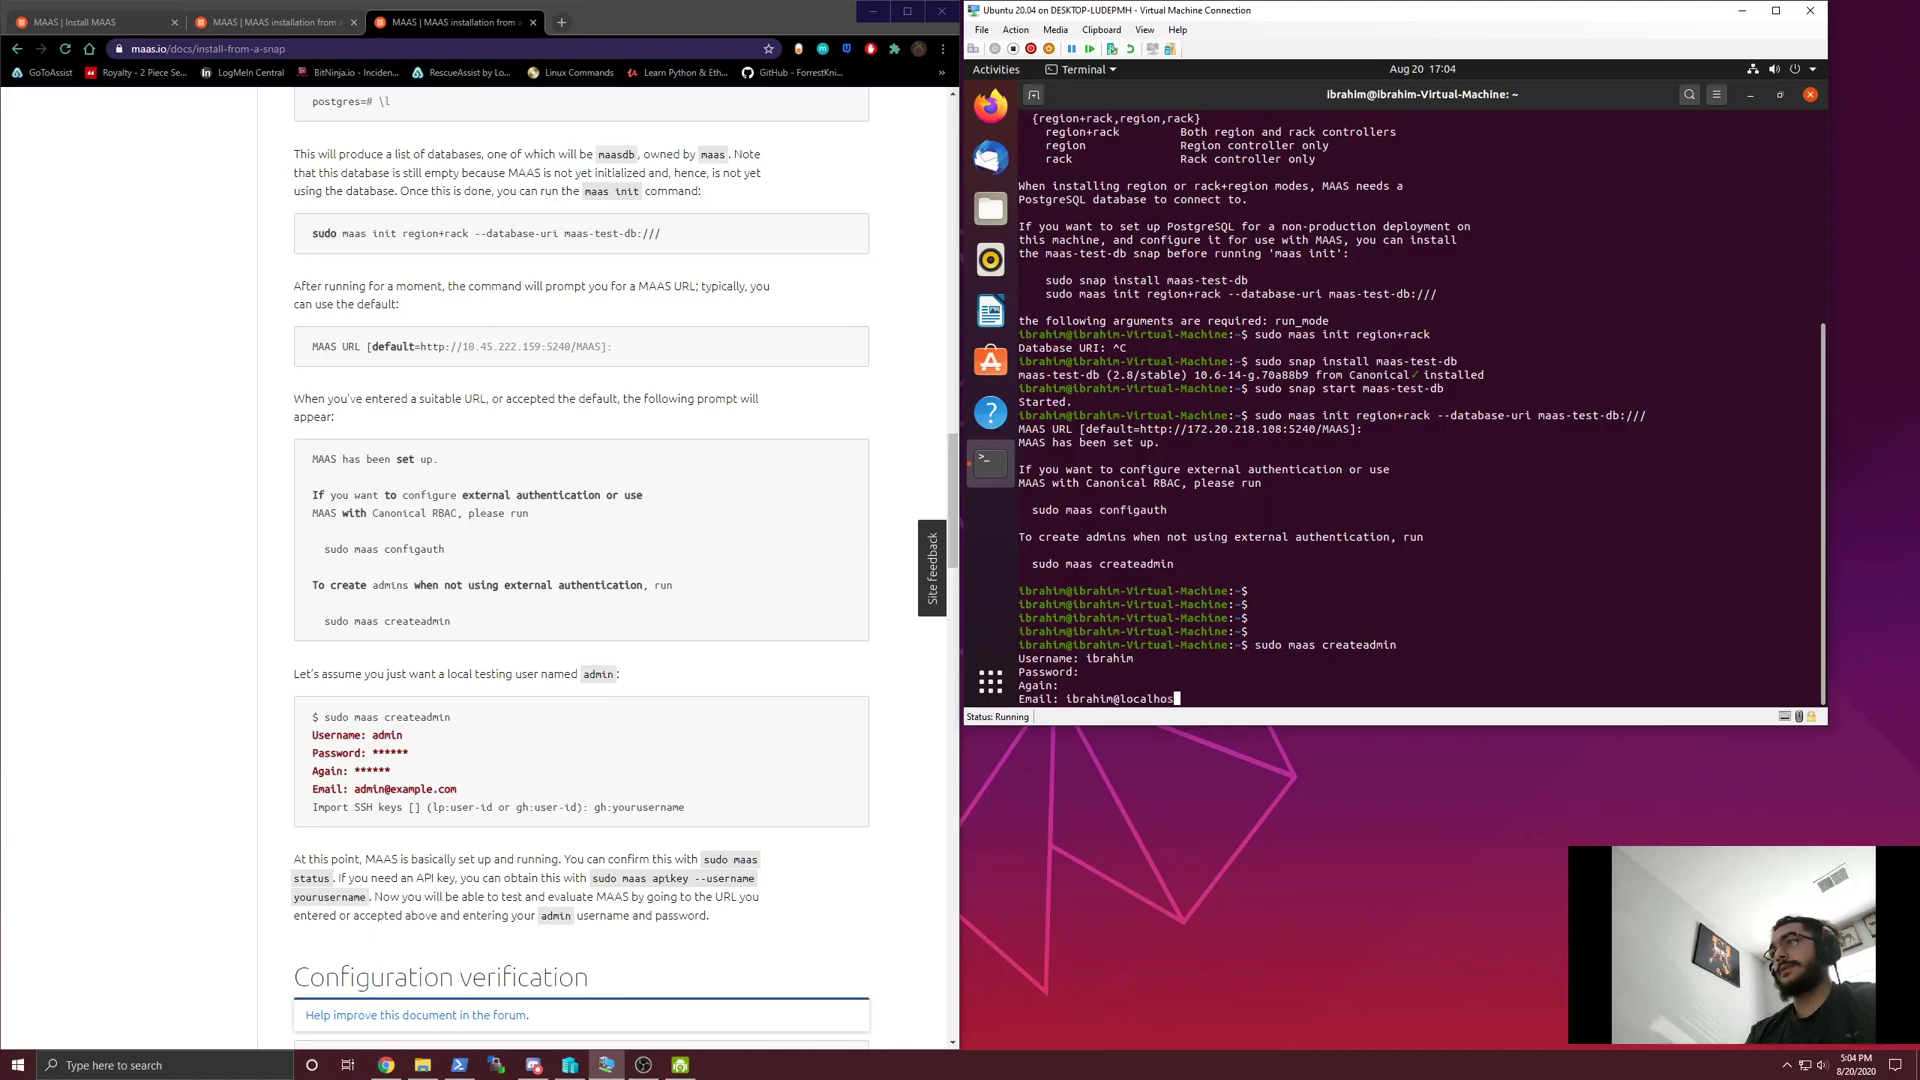 MAAS | Install MAAS
MAAS | MAAS installation from a
MAAS | MAAS installation from a
maas.io/docs/install-from-a-snap
GoToAssist
Royalty - 2 Piece Se...
LogMeIn Central
BitNinja.io - Inciden...
RescueAssist by Lo...
Linux Commands
Learn Python & Eth...
GitHub - ForrestKni...
»
postgres=# \l
This will produce a list of databases, one of which will be maasdb, owned by maas. Note
that this database is still empty because MAAS is not yet initialized and, hence, is not yet
using the database. Once this is done, you can run the maas init command:
sudo maas init region+rack --database-uri maas-test-db:///
After running for a moment, the command will prompt you for a MAAS URL; typically, you
can use the default:
MAAS URL [default=http://10.45.222.159:5240/MAAS]:
When you've entered a suitable URL, or accepted the default, the following prompt will
appear:
MAAS has been set up.
If you want to configure external authentication or use
MAAS with Canonical RBAC, please run
sudo maas configauth
To create admins when not using external authentication, run
sudo maas createadmin
Let's assume you just want a local testing user named admin:
$ sudo maas createadmin
Username: admin
Password: ******
Again: ******
Email: admin@example.com
Import SSH keys [] (lp:user-id or gh:user-id): gh:yourusername
At this point, MAAS is basically set up and running. You can confirm this with sudo maas
status. If you need an API key, you can obtain this with sudo maas apikey --username
yourusername. Now you will be able to test and evaluate MAAS by going to the URL you
entered or accepted above and entering your admin username and password.
Configuration verification
Help improve this document in the forum.
Site feedback
Ubuntu 20.04 on DESKTOP-LUDEPMH - Virtual Machine Connection
File Action Media Clipboard View Help
Activities
Terminal
Aug 20 17:04
ibrahim@ibrahim-Virtual-Machine: ~
{region+rack,region,rack}
region+rack Both region and rack controllers
region Region controller only
rack Rack controller only
When installing region or rack+region modes, MAAS needs a
PostgreSQL database to connect to.
If you want to set up PostgreSQL for a non-production deployment on
this machine, and configure it for use with MAAS, you can install
the maas-test-db snap before running 'maas init':
sudo snap install maas-test-db
sudo maas init region+rack --database-uri maas-test-db:///
the following arguments are required: run_mode
ibrahim@ibrahim-Virtual-Machine:~$ sudo maas init region+rack
Database URI: ^C
ibrahim@ibrahim-Virtual-Machine:~$ sudo snap install maas-test-db
maas-test-db (2.8/stable) 10.6-14-g.70a88b9 from Canonical✓ installed
ibrahim@ibrahim-Virtual-Machine:~$ sudo snap start maas-test-db
Started.
ibrahim@ibrahim-Virtual-Machine:~$ sudo maas init region+rack --database-uri maas-test-db:///
MAAS URL [default=http://172.20.218.108:5240/MAAS]:
MAAS has been set up.
If you want to configure external authentication or use
MAAS with Canonical RBAC, please run
sudo maas configauth
To create admins when not using external authentication, run
sudo maas createadmin
ibrahim@ibrahim-Virtual-Machine:~$
ibrahim@ibrahim-Virtual-Machine:~$
ibrahim@ibrahim-Virtual-Machine:~$
ibrahim@ibrahim-Virtual-Machine:~$
ibrahim@ibrahim-Virtual-Machine:~$ sudo maas createadmin
Username: ibrahim
Password:
Again:
Email: ibrahim@localhos
Status: Running
Type here to search
5:04 PM
8/20/2020